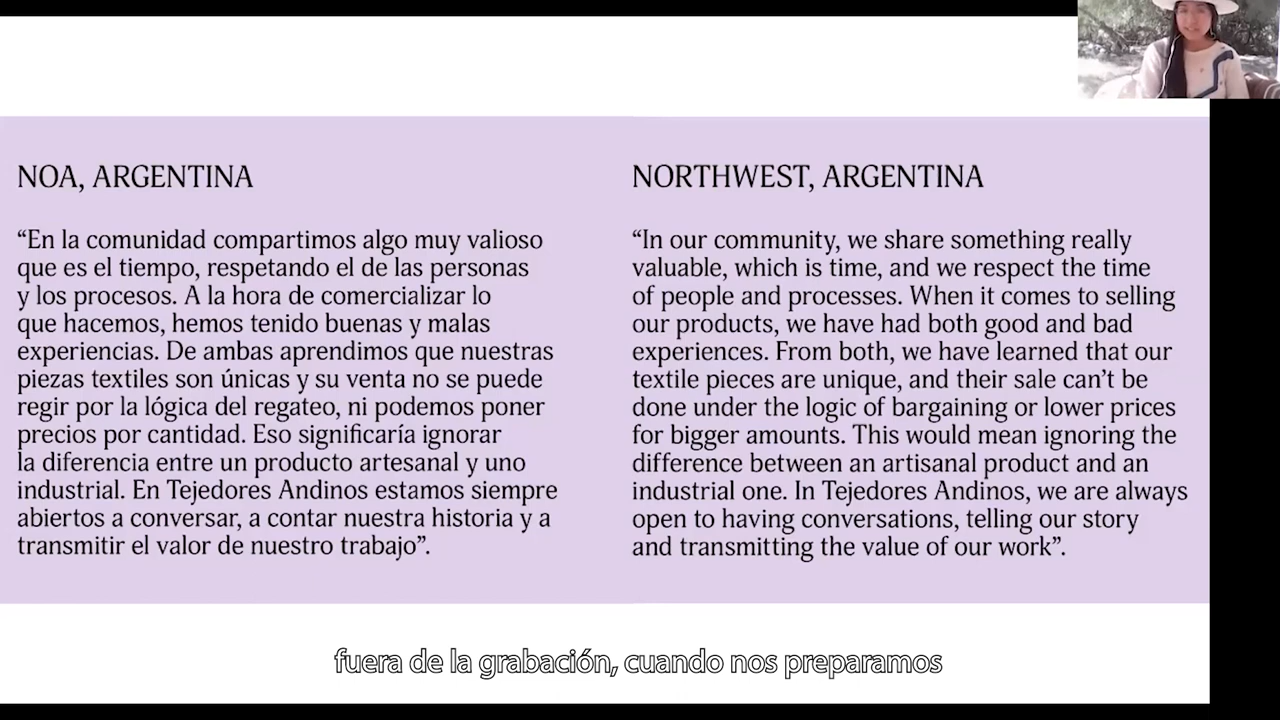 NOA, ARGENTINA
“En la comunidad compartimos algo muy valioso
que es el tiempo, respetando el de las personas
y los procesos. A la hora de comercializar lo
que hacemos, hemos tenido buenas y malas
experiencias. De ambas aprendimos que nuestras
piezas textiles son únicas y su venta no se puede
regir por la lógica del regateo, ni podemos poner
precios por cantidad. Eso significaría ignorar
la diferencia entre un producto artesanal y uno
industrial. En Tejedores Andinos estamos siempre
abiertos a conversar, a contar nuestra historia y a
transmitir el valor de nuestro trabajo”.
NORTHWEST, ARGENTINA
“In our community, we share something really
valuable, which is time, and we respect the time
of people and processes. When it comes to selling
our products, we have had both good and bad
experiences. From both, we have learned that our
textile pieces are unique, and their sale can’t be
done under the logic of bargaining or lower prices
for bigger amounts. This would mean ignoring the
difference between an artisanal product and an
industrial one. In Tejedores Andinos, we are always
open to having conversations, telling our story
and transmitting the value of our work”.
fuera de la grabación, cuando nos preparamos